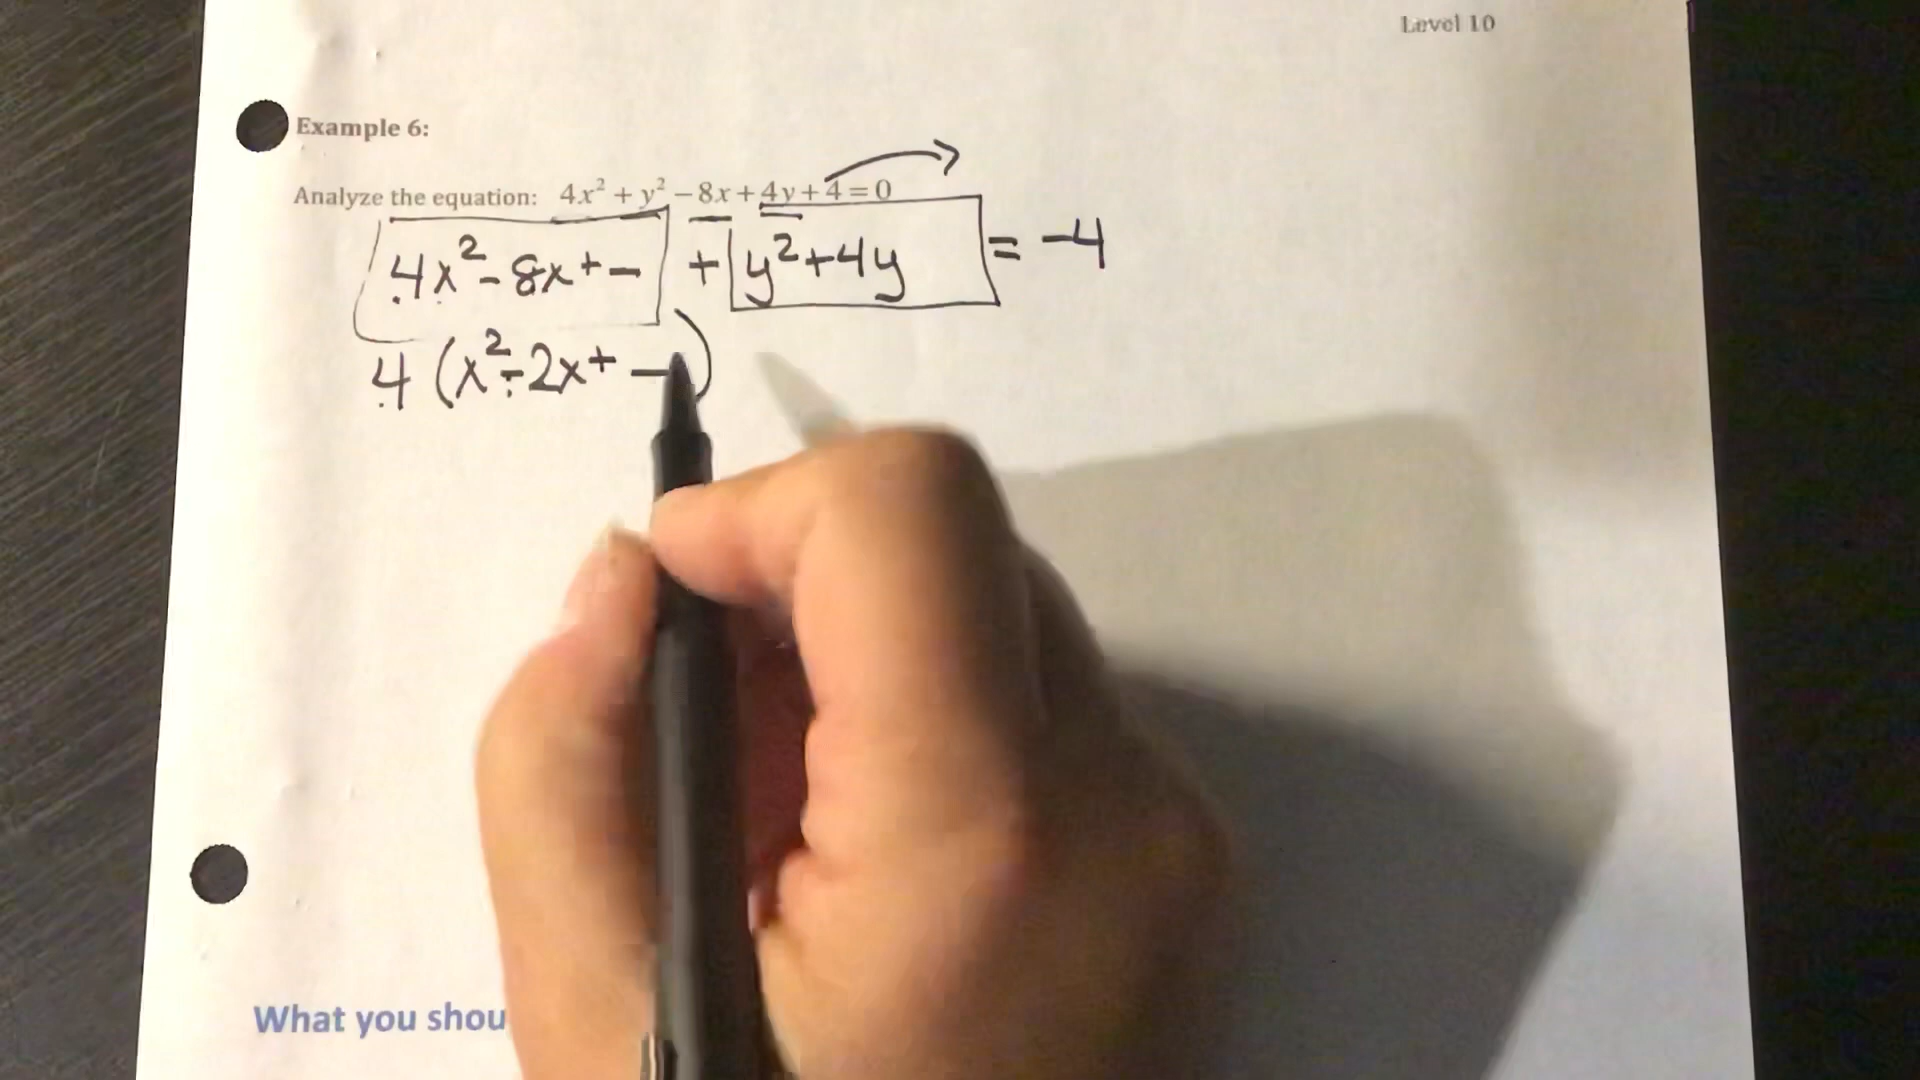 Level 10
Example 6:
Analyze the equation: 4x² + y² − 8x + 4y + 4 = 0
4x² - 8x + _ + y² + 4y = -4
4 (x² - 2x + _ )
What you shou